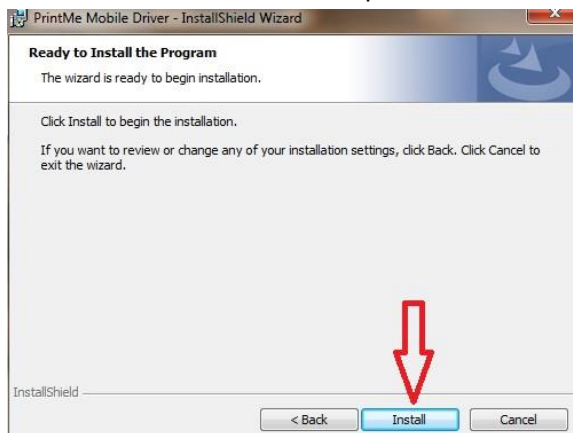 PrintMe Mobile Driver - InstallShield Wizard
Ready to Install the Program
The wizard is ready to begin installation.
Click Install to begin the installation.
If you want to review or change any of your installation settings, click Back. Click Cancel to
exit the wizard.
InstallShield
< Back Install Cancel